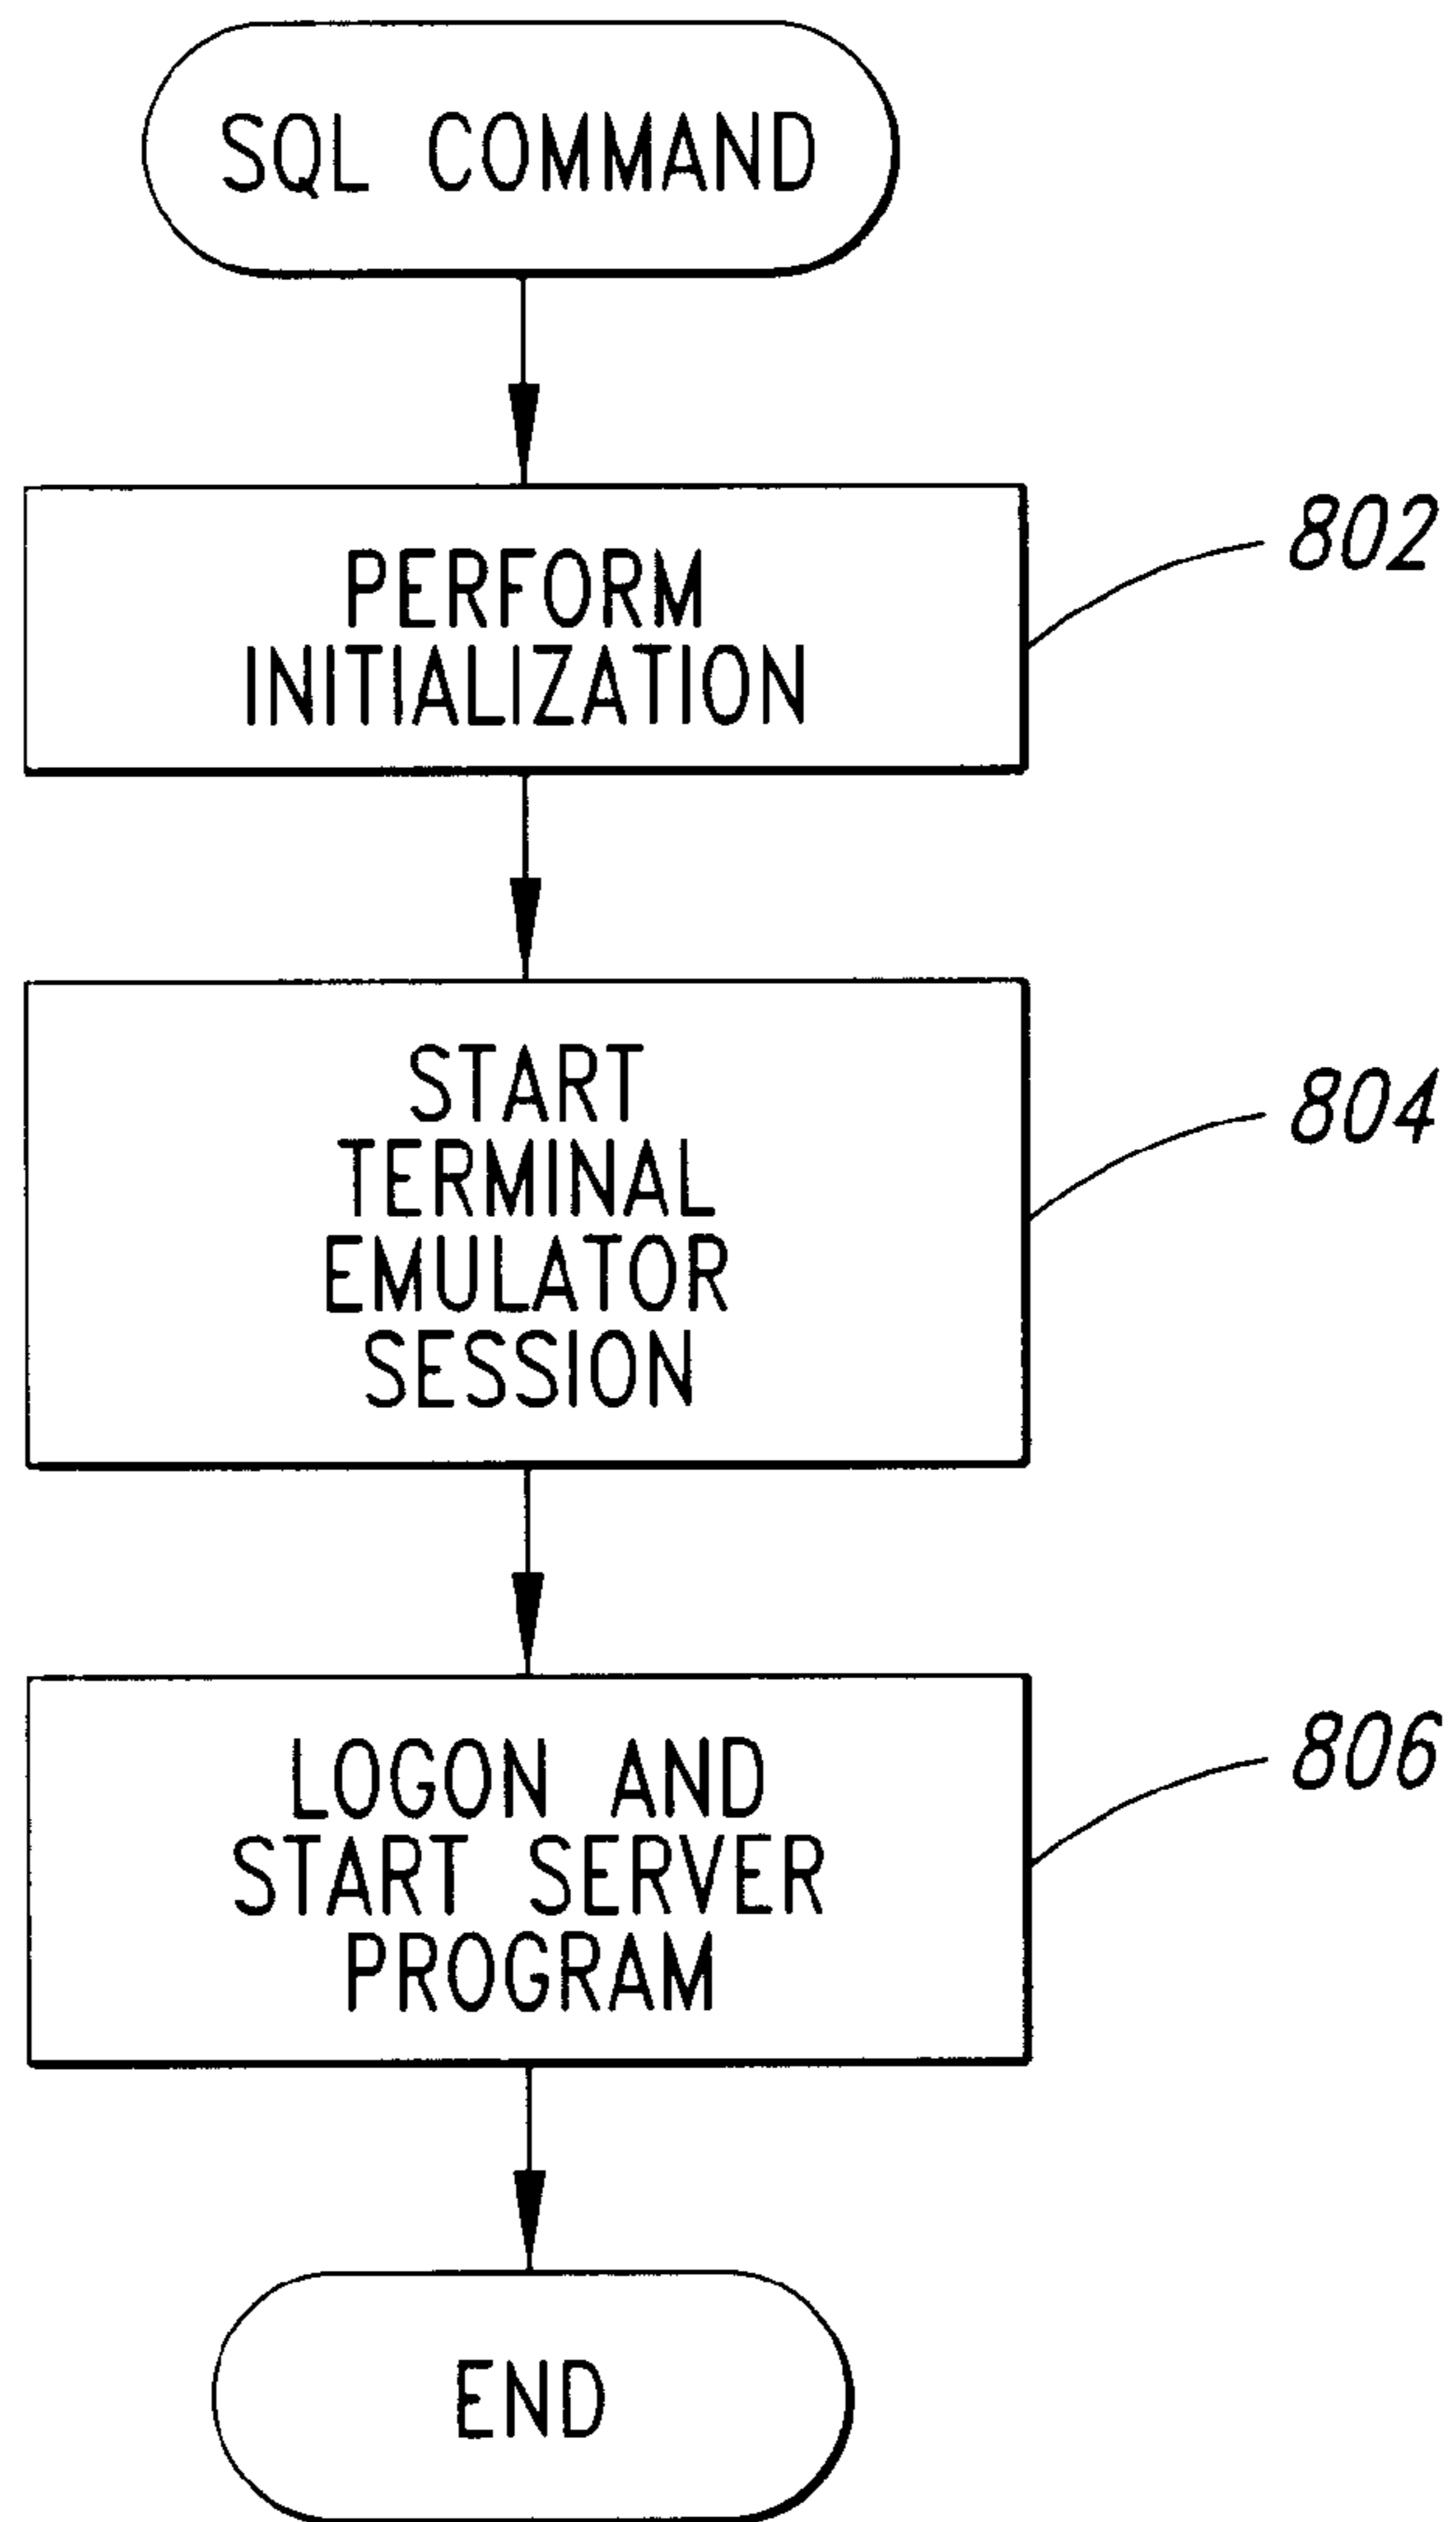 SQL COMMAND
PERFORM
INITIALIZATION
802
START
TERMINAL
EMULATOR
SESSION
804
LOGON AND
START SERVER
PROGRAM
806
END